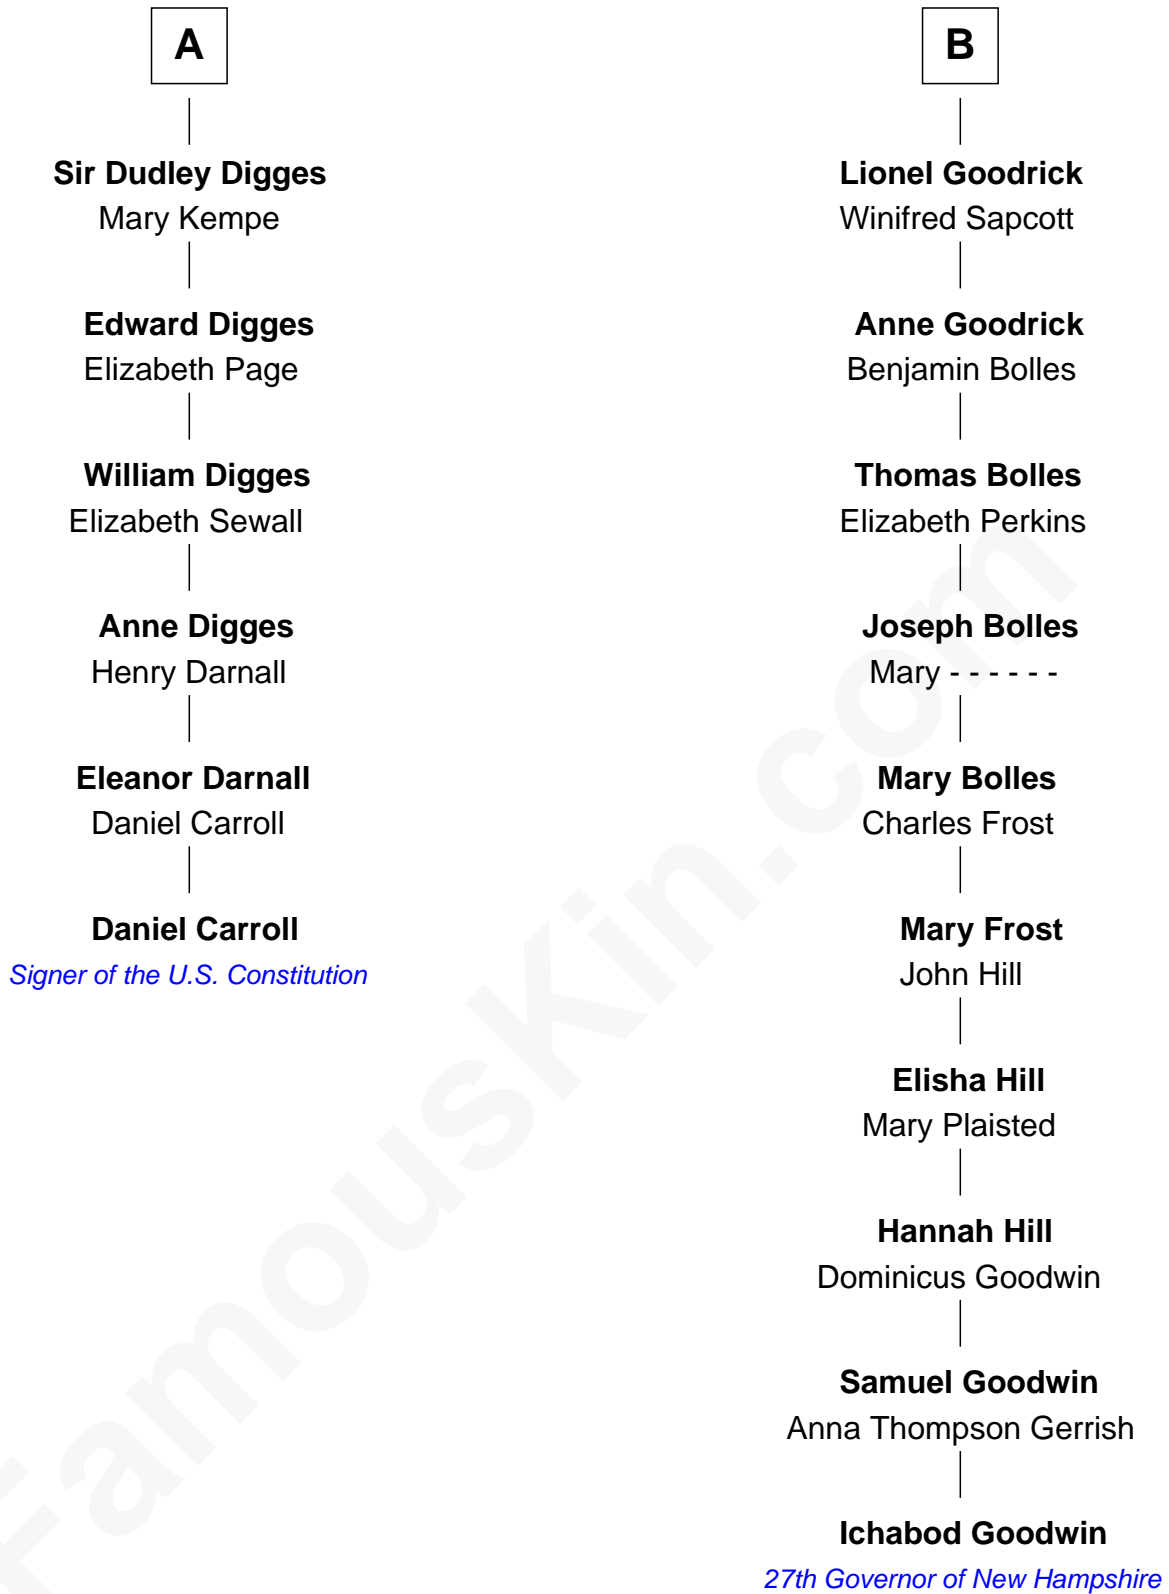 A
Sir Dudley Digges
Mary Kempe
Edward Digges
Elizabeth Page
William Digges
Elizabeth Sewall
Anne Digges
Henry Darnall
Eleanor Darnall
Daniel Carroll
Daniel Carroll
Signer of the U.S. Constitution
B
Lionel Goodrick
Winifred Sapcott
Anne Goodrick
Benjamin Bolles
Thomas Bolles
Elizabeth Perkins
Joseph Bolles
Mary - - - - - -
Mary Bolles
Charles Frost
Mary Frost
John Hill
Elisha Hill
Mary Plaisted
Hannah Hill
Dominicus Goodwin
Samuel Goodwin
Anna Thompson Gerrish
Ichabod Goodwin
27th Governor of New Hampshire
FamousKin.com